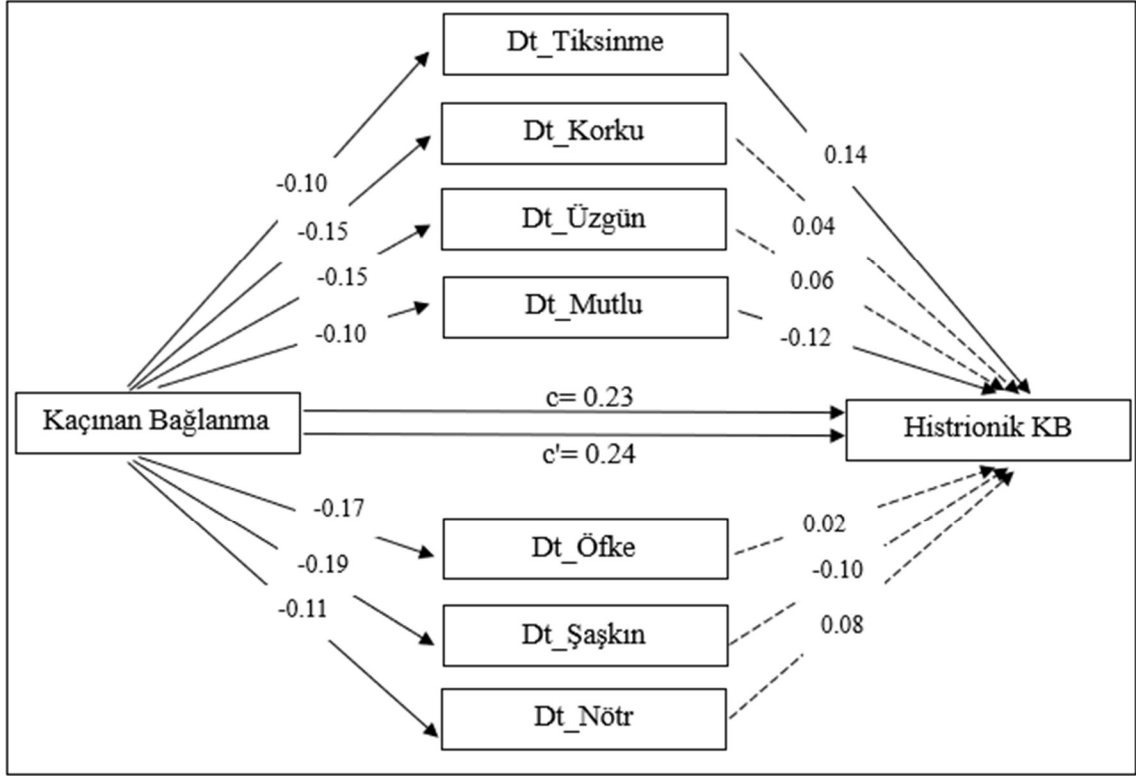 Dt_Tiksinme
Dt_Korku
-0.10
0.14
-0.15
Dt_Üzgün
0.04
-0.15
0.06
Dt_Mutlu
-0.10
-0.12
c= 0.23
Kaçınan Bağlanma
Histrionik KB
c'= 0.24
-0.17
0.02
Dt_Öfke
-0.19
-0.10
-0.11
Dt_Şaşkın
0.08
Dt_Nötr